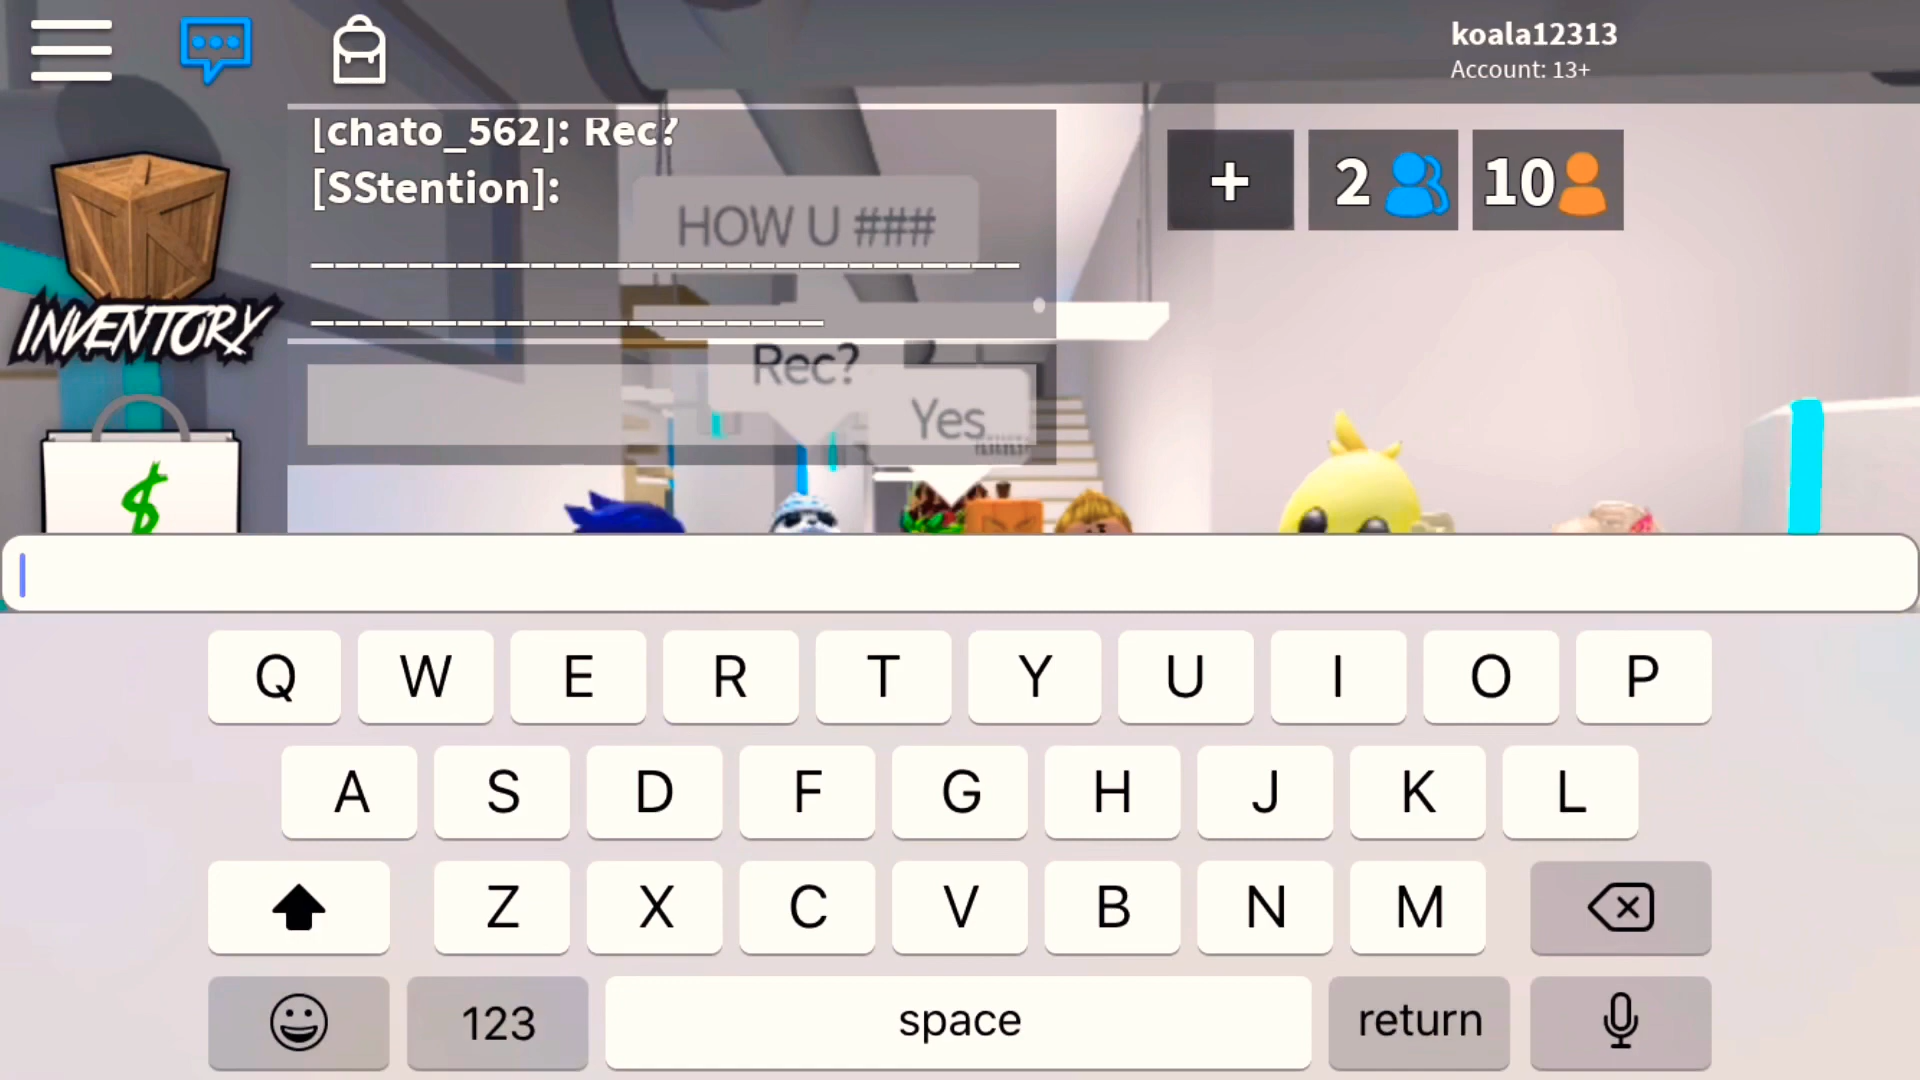 koala12313
Account: 13+
[chato_562]: Rec?
[SStention]:
HOW U ###
+
2
10
INVENTORY
Rec?
Yes
$
Q W E R T Y U I O P
A S D F G H J K L
Z X C V B N M
123 space return